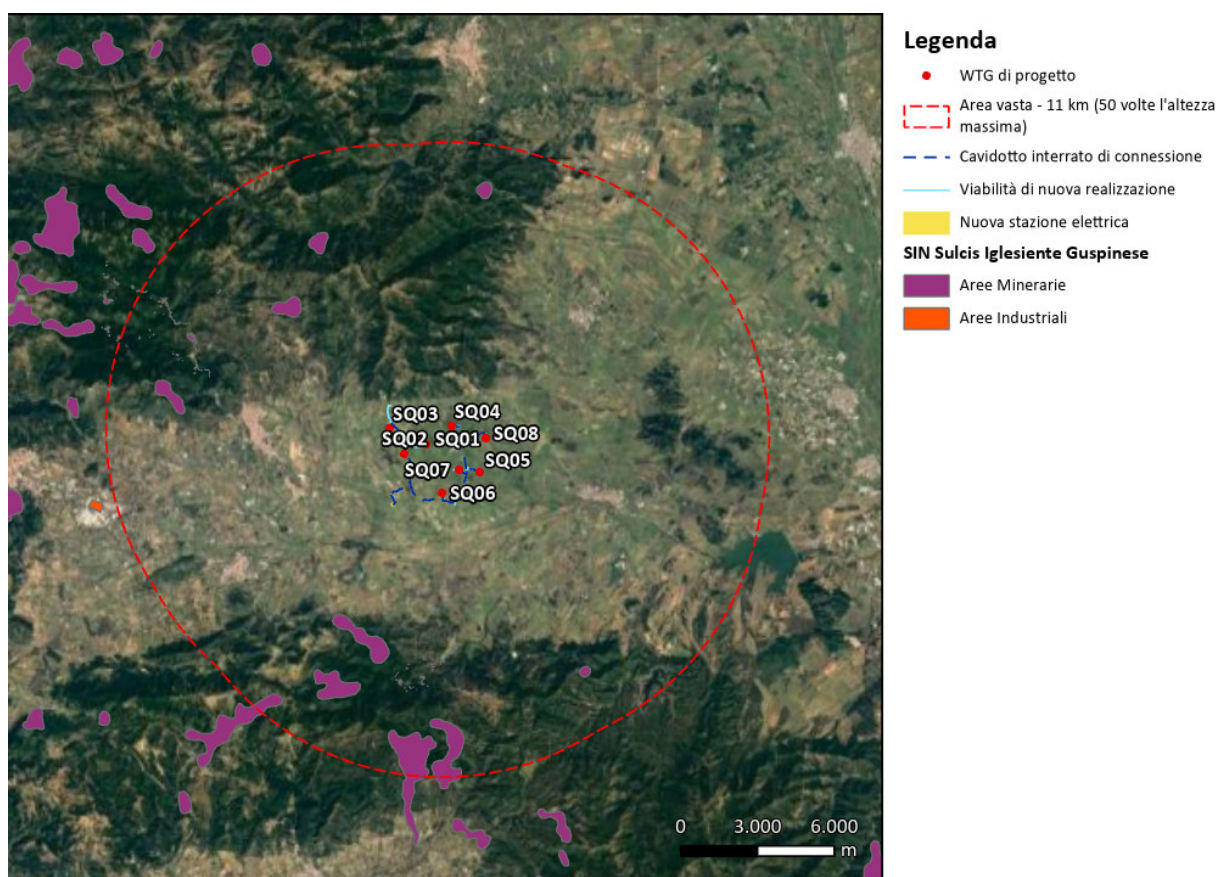 Legenda
WTG di progetto
Area vasta - 11 km (50 volte l'altezza
massima)
Cavidotto interrato di connessione
Viabilità di nuova realizzazione
Nuova stazione elettrica
SIN Sulcis Iglesiente Guspinese
Aree Minerarie
Aree Industriali
SQ03 SQ04
SQ02 SQ01 SQ08
SQ07 SQ05
SQ06
0 3.000 6.000
m